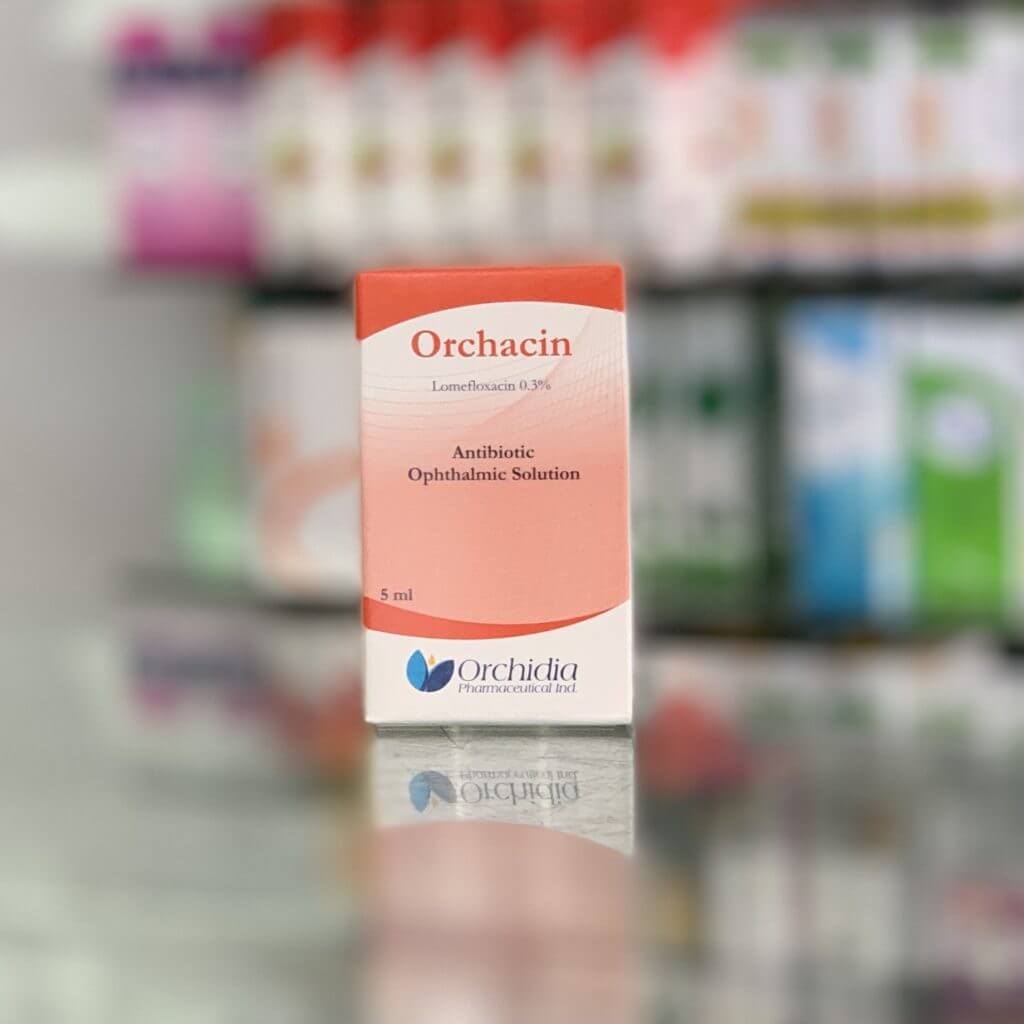 Orchacin
Lomefloxacin 0.3%
Antibiotic
Ophthalmic Solution
5 ml
Orchidia
Pharmaceutical Ind.